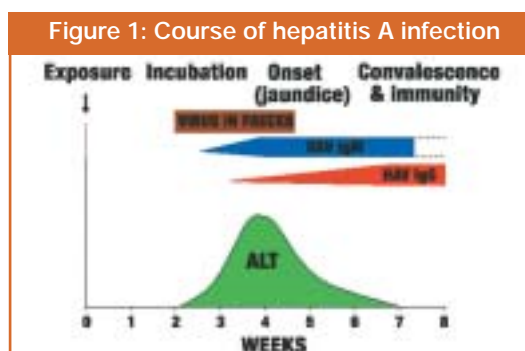 Figure 1: Course of hepatitis A infection
Exposure Incubation Onset Convalescence
(jaundice) & immunity
VIRUS IN FAECES
HAV IgM
HAV IgG
ALT
0 1 2 3 4 5 6 7 8
WEEKS